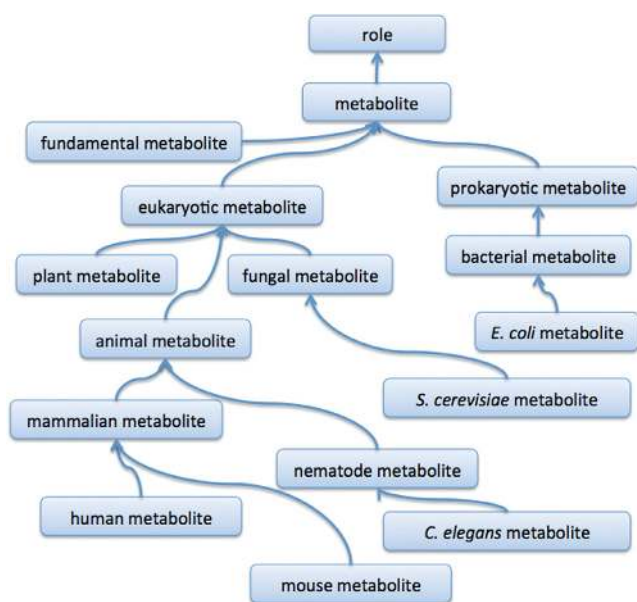 role
metabolite
fundamental metabolite
prokaryotic metabolite
eukaryotic metabolite
bacterial metabolite
plant metabolite
fungal metabolite
E. coli metabolite
animal metabolite
S. cerevisiae metabolite
mammalian metabolite
nematode metabolite
human metabolite
C. elegans metabolite
mouse metabolite